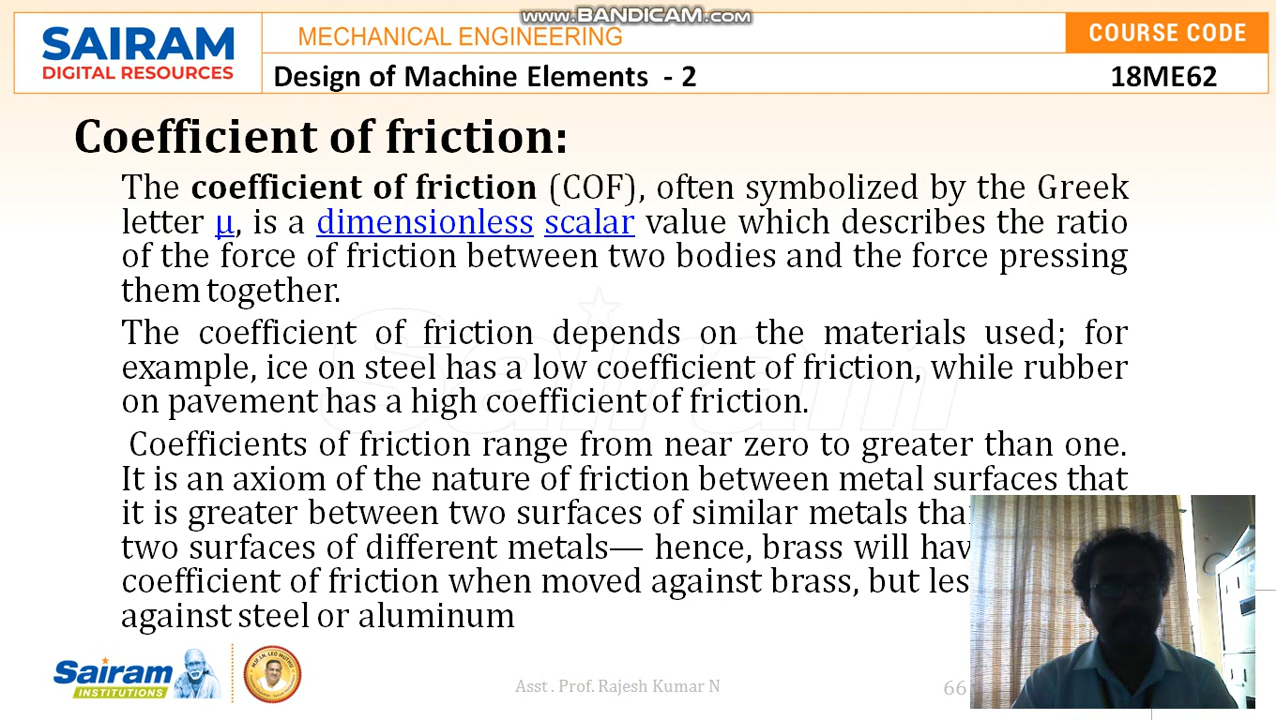 www.BANDICAM.com
SAIRAM
DIGITAL RESOURCES
MECHANICAL ENGINEERING
COURSE CODE
Design of Machine Elements - 2
18ME62
Coefficient of friction:
The coefficient of friction (COF), often symbolized by the Greek
letter µ, is a dimensionless scalar value which describes the ratio
of the force of friction between two bodies and the force pressing
them together.
The coefficient of friction depends on the materials used; for
example, ice on steel has a low coefficient of friction, while rubber
on pavement has a high coefficient of friction.
Coefficients of friction range from near zero to greater than one.
It is an axiom of the nature of friction between metal surfaces that
it is greater between two surfaces of similar metals
two surfaces of different metals— hence, brass will
coefficient of friction when moved against brass, but
against steel or aluminum
Sairam
Sairam
INSTITUTIONS
Asst . Prof. Rajesh Kumar N
66